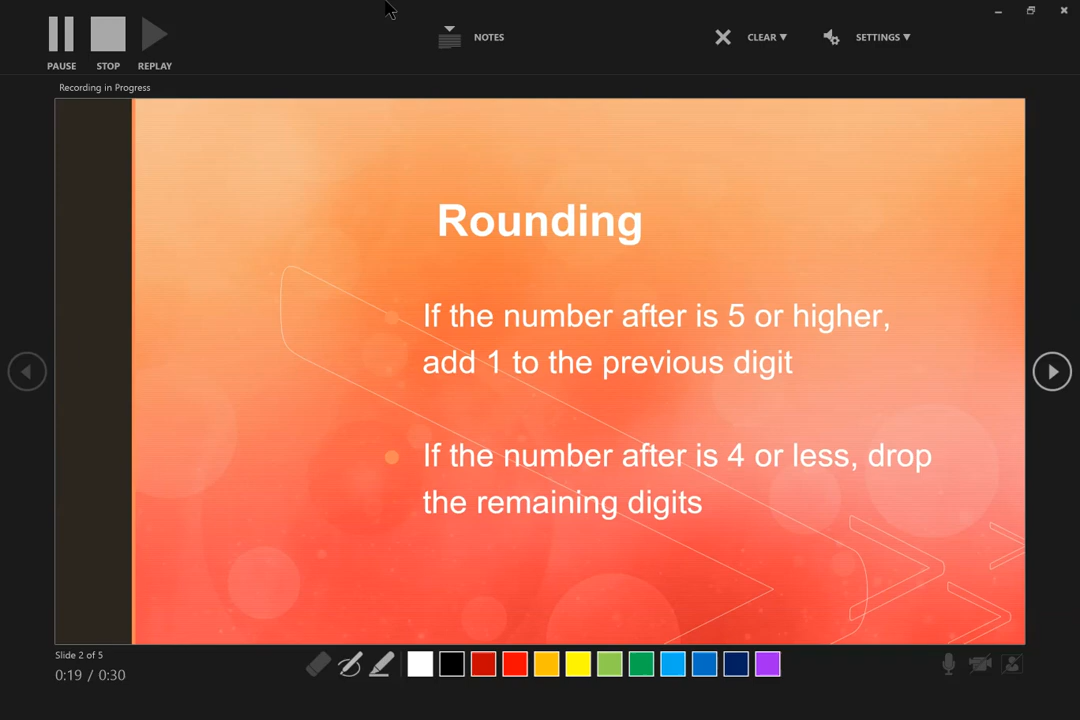 PAUSE STOP REPLAY
NOTES
CLEAR
SETTINGS
Recording in Progress
Rounding
If the number after is 5 or higher,
add 1 to the previous digit
If the number after is 4 or less, drop
the remaining digits
Slide 2 of 5
0:19 / 0:30